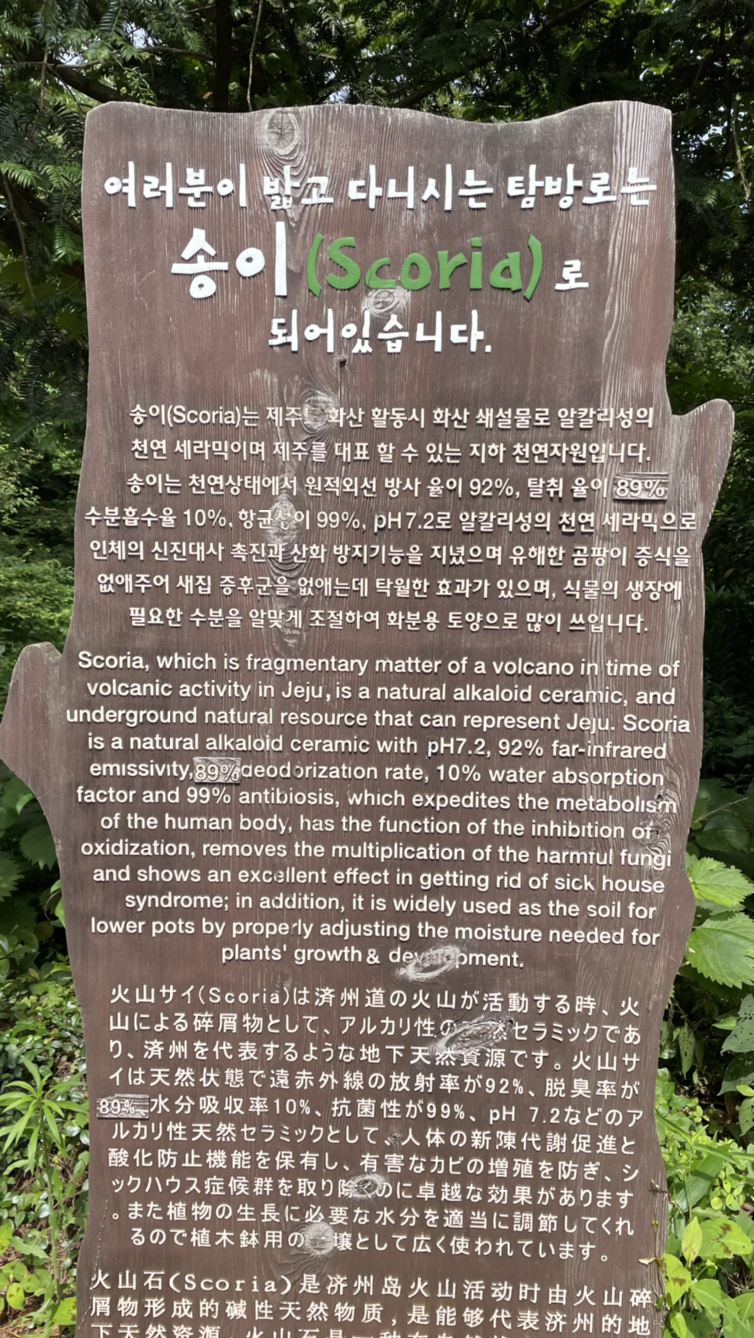 여러분이 밟고 다니시는 탐방로는
송이(Scoria)로
되어있습니다.
송이(Scoria)는 제주도 화산 활동시 화산 쇄설물로 알칼리성의
천연 세라믹이며 제주를 대표 할 수 있는 지하 천연자원입니다.
송이는 천연상태에서 원적외선 방사 율이 92%, 탈취 율이 89%
수분흡수율 10%, 항균성이 99%, pH7.2로 알칼리성의 천연 세라믹으로
인체의 신진대사 촉진과 산화 방지기능을 지녔으며 유해한 곰팡이 증식을
없애주어 새집 증후군을 없애는데 탁월한 효과가 있으며, 식물의 생장에
필요한 수분을 알맞게 조절하여 화분용 토양으로 많이 쓰입니다.
Scoria, which is fragmentary matter of a volcano in time of
volcanic activity in Jeju, is a natural alkaloid ceramic, and
underground natural resource that can represent Jeju. Scoria
is a natural alkaloid ceramic with pH7.2, 92% far-infrared
emissivity, 89% deodorization rate, 10% water absorption
factor and 99% antibiosis, which expedites the metabolism
of the human body, has the function of the inhibition of
oxidization, removes the multiplication of the harmful fungi
and shows an excellent effect in getting rid of sick house
syndrome; in addition, it is widely used as the soil for
lower pots by properly adjusting the moisture needed for
plants' growth & development.
火山サイ(Scoria)は済州道の火山が活動する時、火
山による砕屑物として、アルカリ性の天然セラミックであ
り、済州を代表するような地下天然資源です。火山サ
イは天然状態で遠赤外線の放射率が92%、脱臭率が
89% 水分吸収率10%、抗菌性が99%、pH 7.2などのア
ルカリ性天然セラミックとして、人体の新陳代謝促進と
酸化防止機能を保有し、有害なカビの増殖を防ぎ、シ
ックハウス症候群を取り除くのに卓越な効果があります
。また植物の生長に必要な水分を適当に調節してくれ
るので植木鉢用の土壌として広く使われています。
火山石(Scoria)是济州岛火山活动时由火山碎
屑物形成的碱性天然物质,是能够代表济州的地
下天然资源。火山石是一种在自然